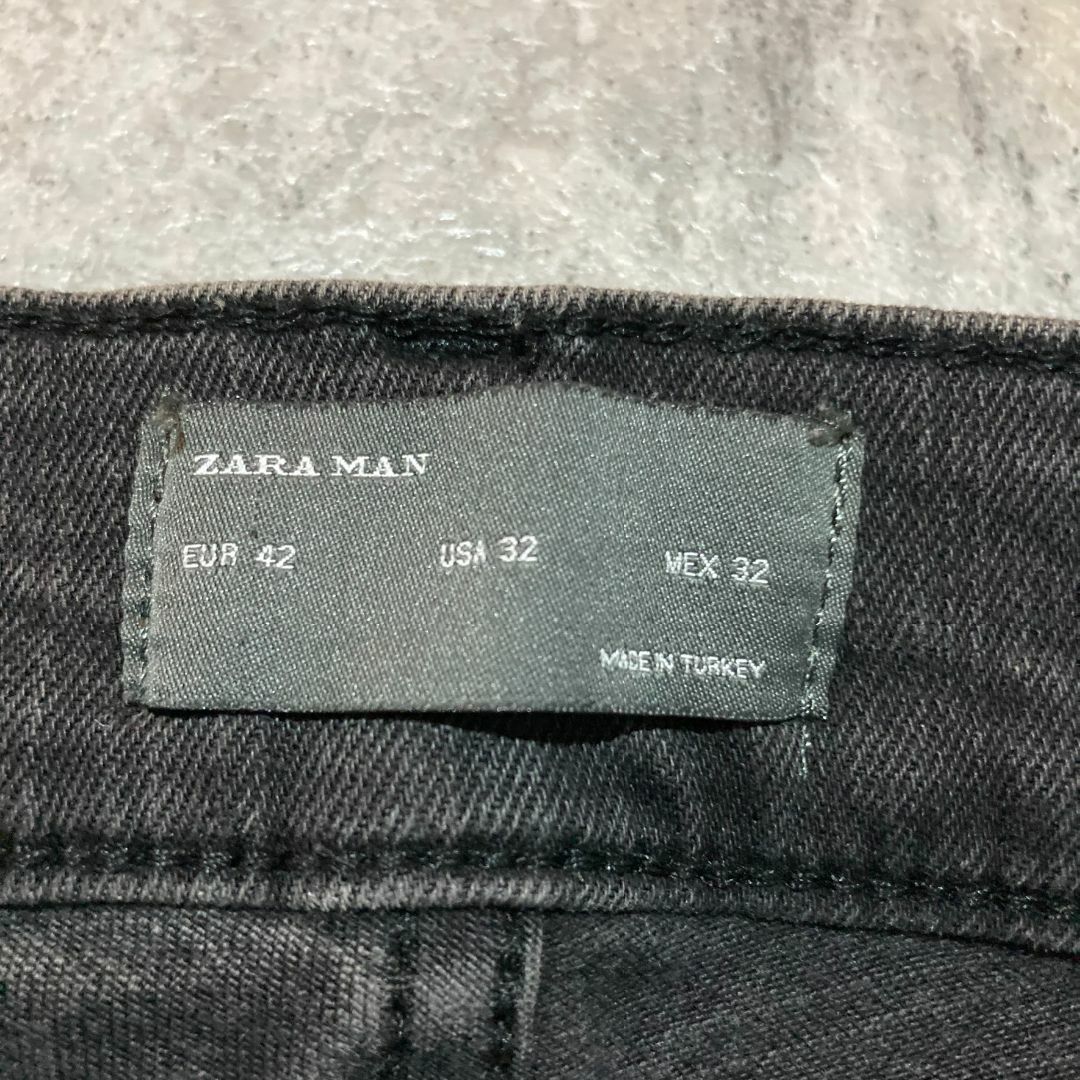 ZARA MAN
EUR 42 USA 32 MEX 32
MADE IN TURKEY